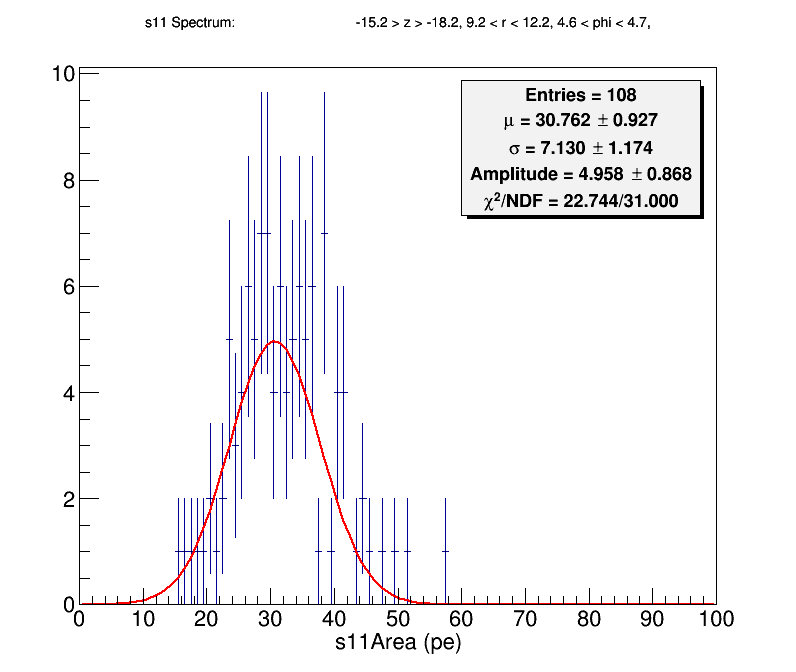 s11 Spectrum: -15.2 > z > -18.2, 9.2 < r < 12.2, 4.6 < phi < 4.7,
Entries = 108
μ = 30.762 ± 0.927
σ = 7.130 ± 1.174
Amplitude = 4.958 ± 0.868
χ²/NDF = 22.744/31.000
10
8
6
4
2
0
0 10 20 30 40 50 60 70 80 90 100
s11Area (pe)